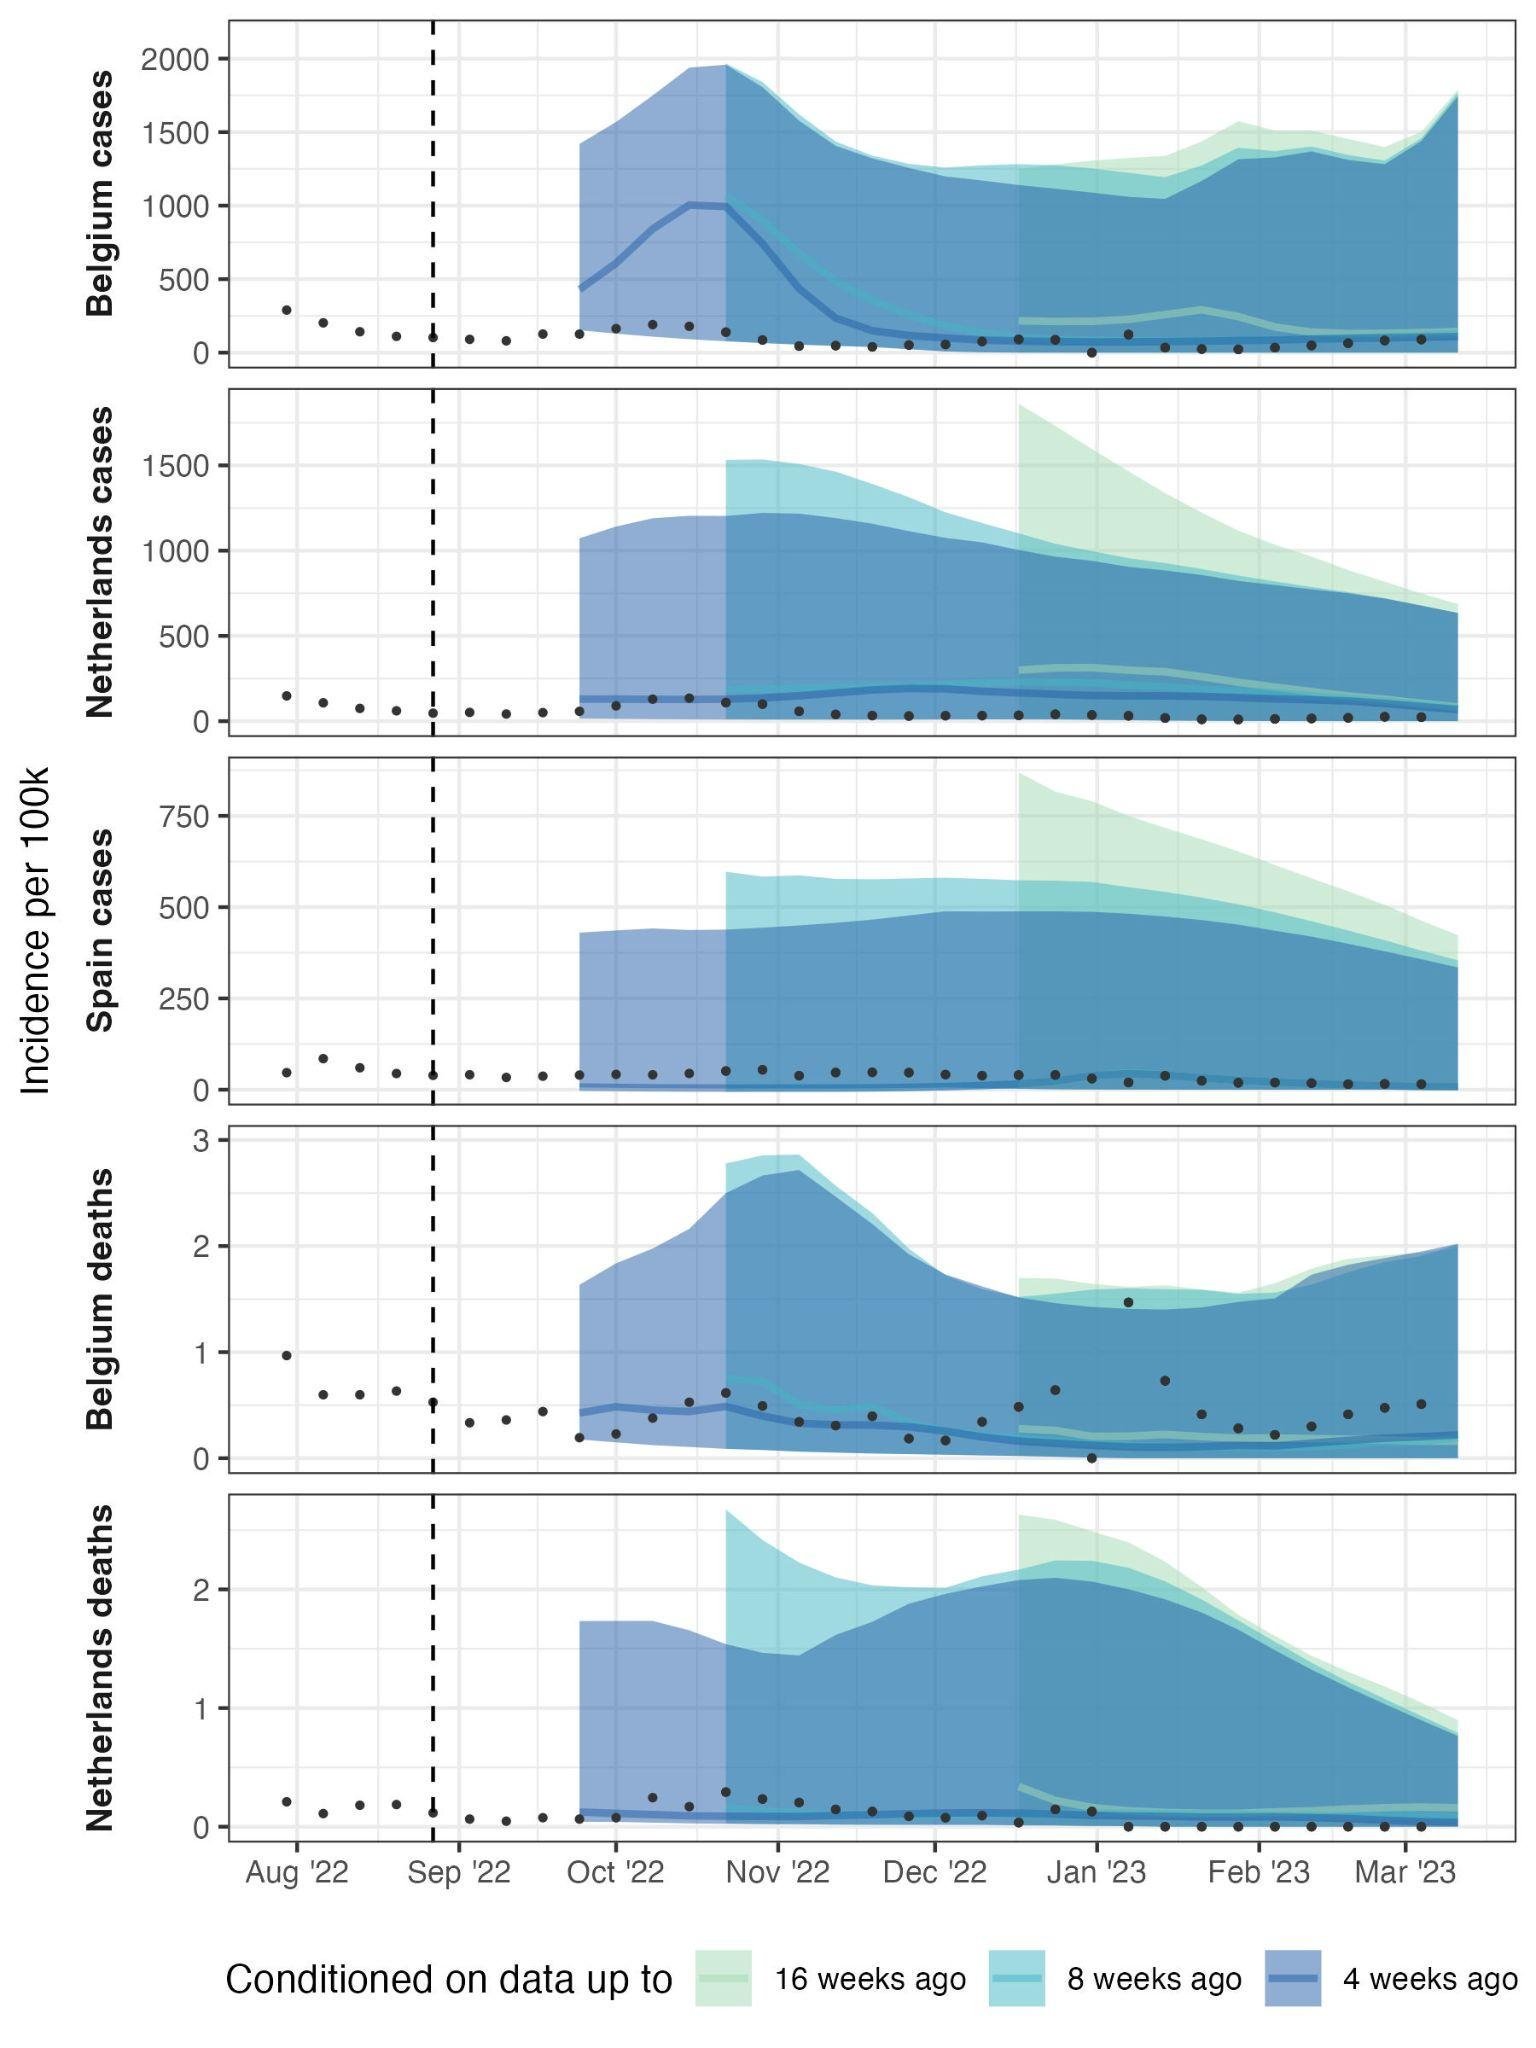 Incidence per 100k
Belgium cases
2000
1500
1000
500
0
Netherlands cases
1500
1000
500
0
Spain cases
750
500
250
0
Belgium deaths
3
2
1
0
Netherlands deaths
2
1
0
Aug '22 Sep '22 Oct '22 Nov '22 Dec '22 Jan '23 Feb '23 Mar '23
Conditioned on data up to 16 weeks ago 8 weeks ago 4 weeks ago